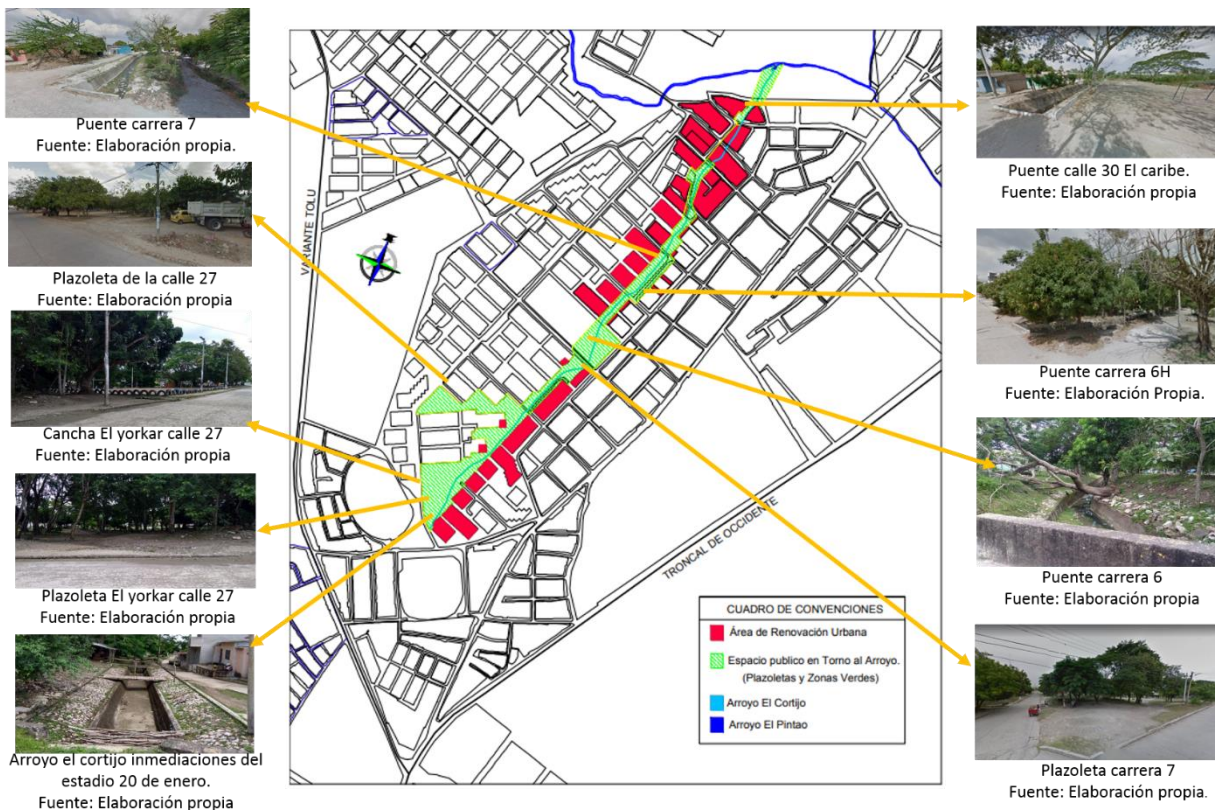 Puente carrera 7
Fuente: Elaboración propia.
Plazoleta de la calle 27
Fuente: Elaboración propia
Cancha El yorkar calle 27
Fuente: Elaboración propia
Plazoleta El yorkar calle 27
Fuente: Elaboración propia
Arroyo el cortijo inmediaciones del
estadio 20 de enero.
Fuente: Elaboración propia
VARIANTE TOLU
TRONCAL DE OCCIDENTE
CUADRO DE CONVENCIONES
Área de Renovación Urbana
Espacio publico en Torno al Arroyo.
(Plazoletas y Zonas Verdes)
Arroyo El Cortijo
Arroyo El Pintao
Puente calle 30 El caribe.
Fuente: Elaboración propia
Puente carrera 6H
Fuente: Elaboración Propia.
Puente carrera 6
Fuente: Elaboración propia
Plazoleta carrera 7
Fuente: Elaboración propia.